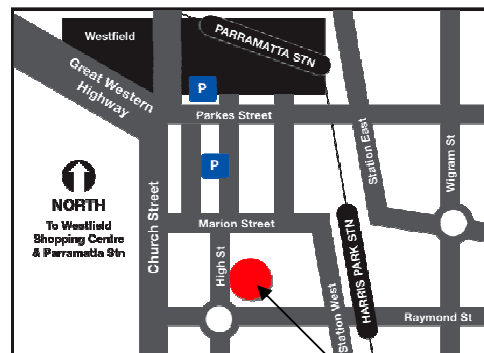 Westfield
PARRAMATTA STN
Great Western
Highway
P
Parkes Street
P
Station East
Wigram St
NORTH
To Westfield
Shopping Centre
& Parramatta Stn
Church Street
Marion Street
High St
HARRIS PARK STN
Station West
Raymond St